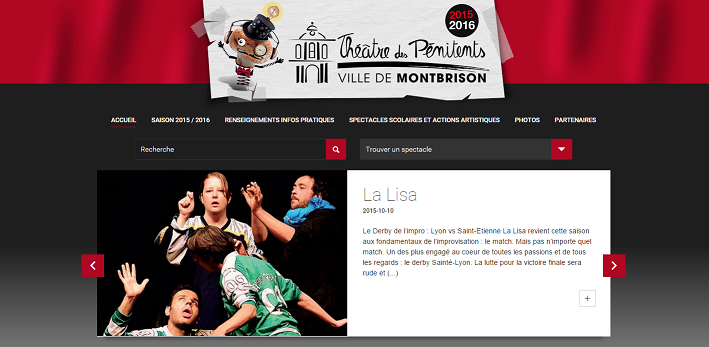 2015
2016
Théâtre des Pénitents
VILLE DE MONTBRISON
ACCUEIL SAISON 2015 / 2016 RENSEIGNEMENTS INFOS PRATIQUES SPECTACLES SCOLAIRES ET ACTIONS ARTISTIQUES PHOTOS PARTENAIRES
Recherche Trouver un spectacle
La Lisa
2015-10-10
Le Derby de l'impro : Lyon vs Saint-Etienne La Lisa revient cette saison
aux fondamentaux de l'improvisation : le match. Mais pas n'importe quel
match. Un des plus engagé au coeur de toutes les passions et de tous
les regards : le derby Sainté-Lyon. La lutte pour la victoire finale sera
rude et (...)
+